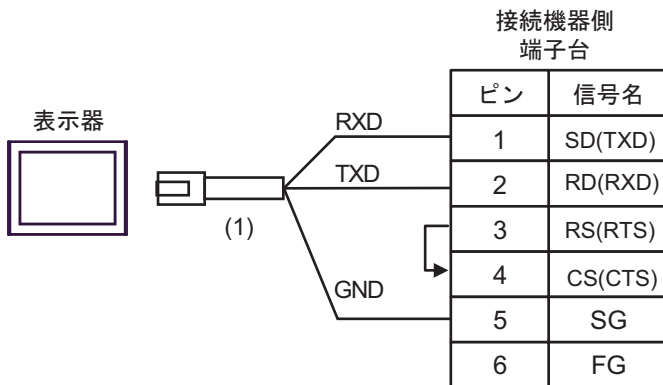 接続機器側
端子台
表示器
RXD
TXD
GND
(1)
ピン 信号名
1 SD(TXD)
2 RD(RXD)
3 RS(RTS)
4 CS(CTS)
5 SG
6 FG